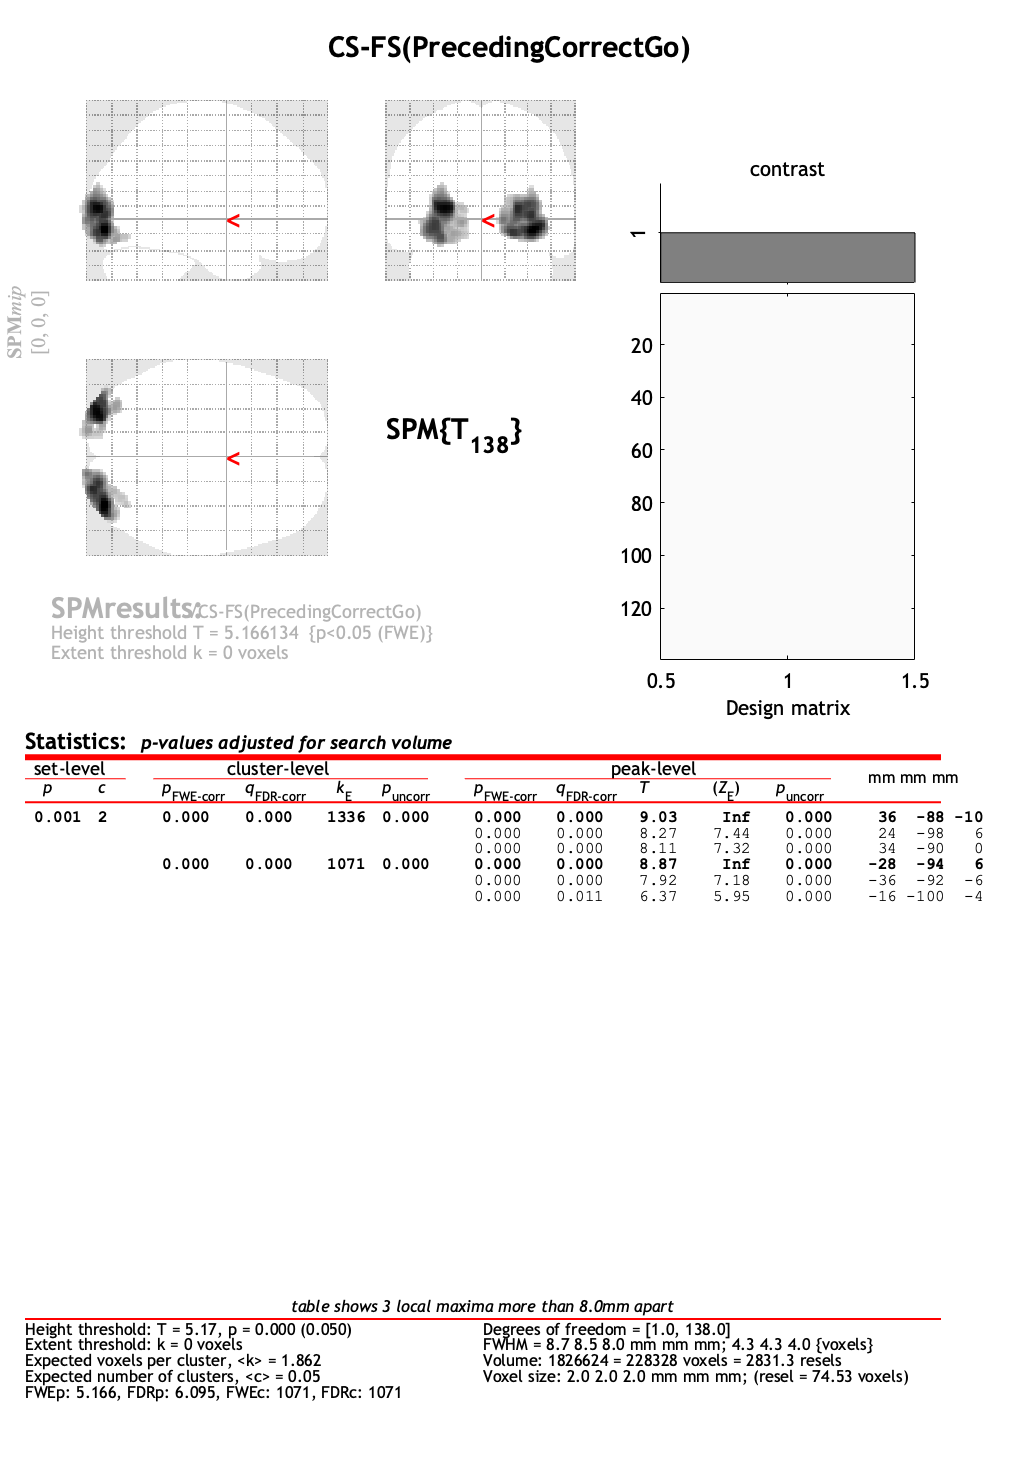 CS-FS(PrecedingCorrectGo)
contrast
1
SPMmip
[0, 0, 0]
<
<
<
SPM{T138}
20
40
60
80
100
120
0.5 1 1.5
Design matrix
SPMresults: CS-FS(PrecedingCorrectGo)
Height threshold T = 5.166134 {p<0.05 (FWE)}
Extent threshold k = 0 voxels
Statistics: p-values adjusted for search volume
set-level cluster-level peak-level mm mm mm
p c pFWE-corr qFDR-corr kE puncorr pFWE-corr qFDR-corr T (ZE) puncorr
0.001 2 0.000 0.000 1336 0.000 0.000 0.000 9.03 Inf 0.000 36 -88 -10
0.000 0.000 8.27 7.44 0.000 24 -98 6
0.000 0.000 8.11 7.32 0.000 34 -90 0
0.000 0.000 1071 0.000 0.000 0.000 8.87 Inf 0.000 -28 -94 6
0.000 0.000 7.92 7.18 0.000 -36 -92 -6
0.000 0.011 6.37 5.95 0.000 -16 -100 -4
table shows 3 local maxima more than 8.0mm apart
Height threshold: T = 5.17, p = 0.000 (0.050)
Extent threshold: k = 0 voxels
Expected voxels per cluster, <k> = 1.862
Expected number of clusters, <c> = 0.05
FWEp: 5.166, FDRp: 6.095, FWEc: 1071, FDRc: 1071
Degrees of freedom = [1.0, 138.0]
FWHM = 8.7 8.5 8.0 mm mm mm; 4.3 4.3 4.0 {voxels}
Volume: 1826624 = 228328 voxels = 2831.3 resels
Voxel size: 2.0 2.0 2.0 mm mm mm; (resel = 74.53 voxels)